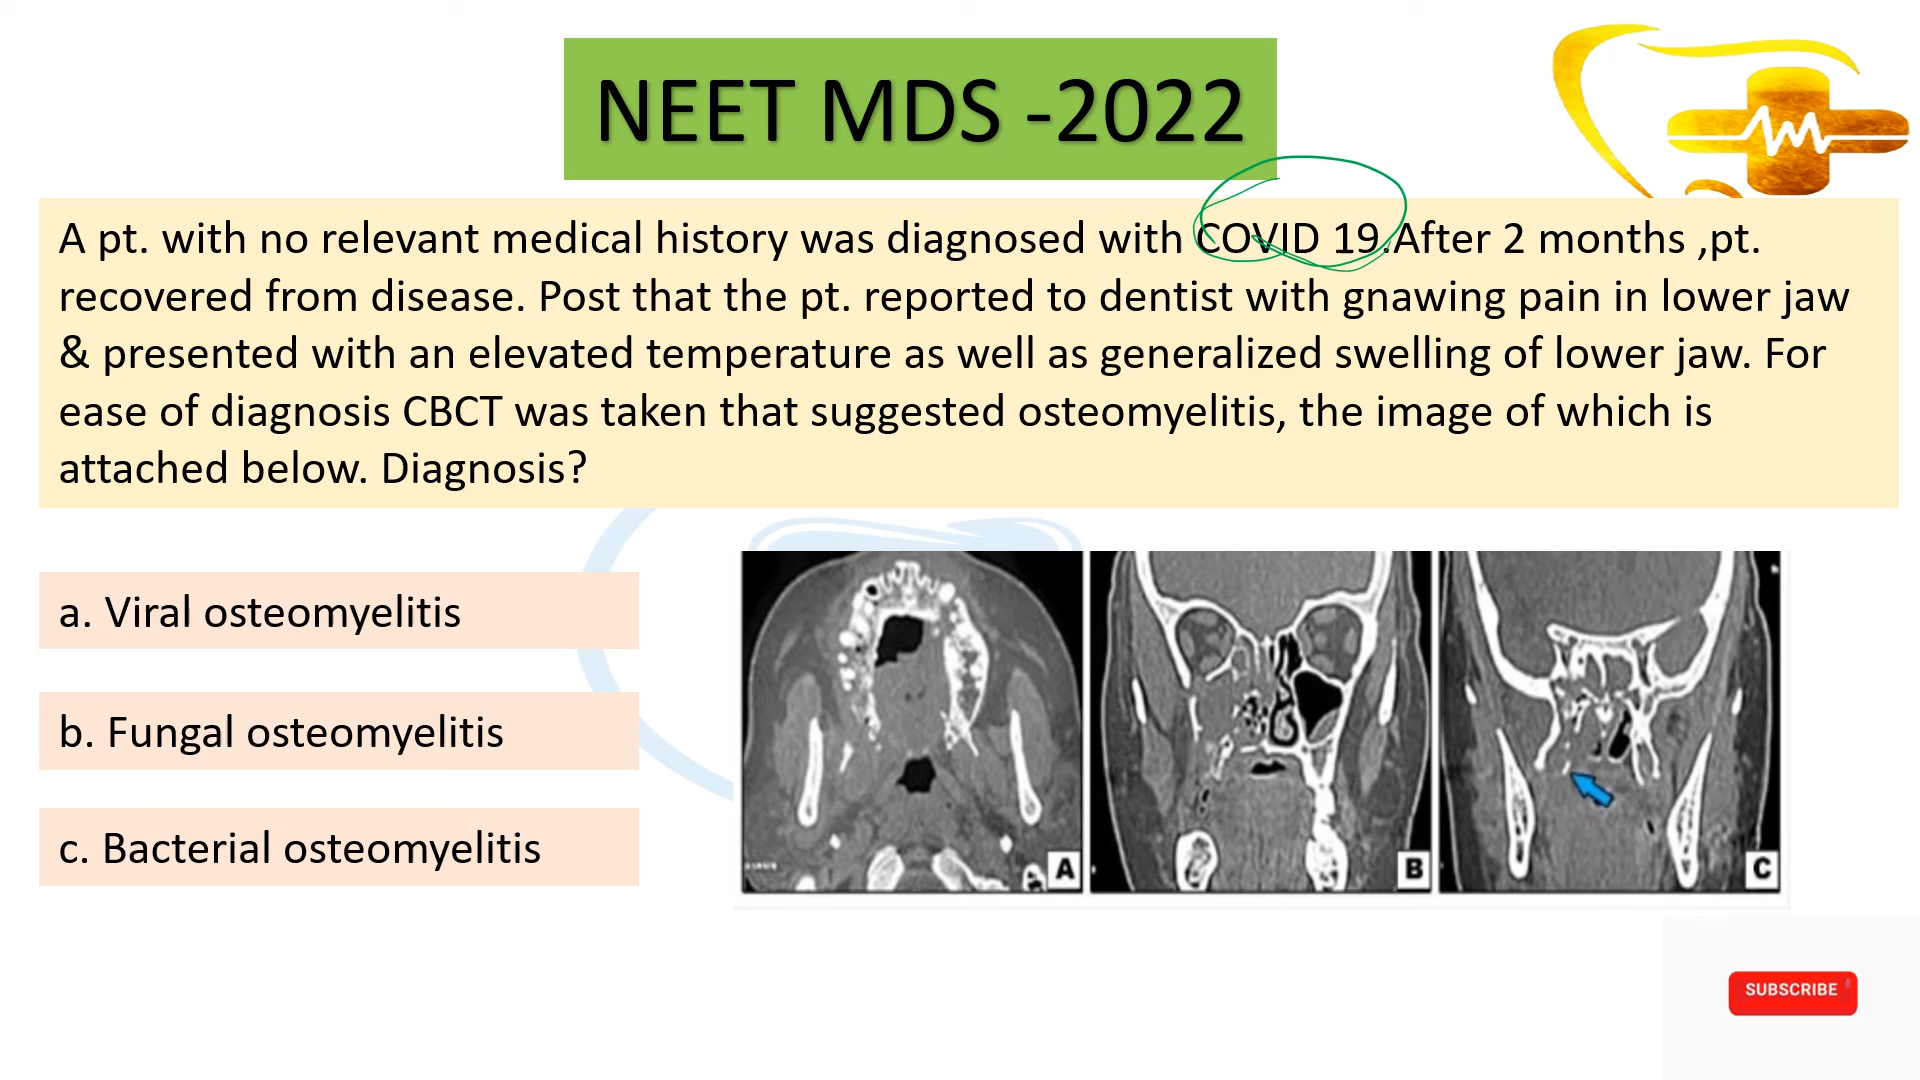 NEET MDS -2022
A pt. with no relevant medical history was diagnosed with COVID 19.After 2 months ,pt.
recovered from disease. Post that the pt. reported to dentist with gnawing pain in lower jaw
& presented with an elevated temperature as well as generalized swelling of lower jaw. For
ease of diagnosis CBCT was taken that suggested osteomyelitis, the image of which is
attached below. Diagnosis?
a. Viral osteomyelitis
b. Fungal osteomyelitis
c. Bacterial osteomyelitis
A
B
C
SUBSCRIBE